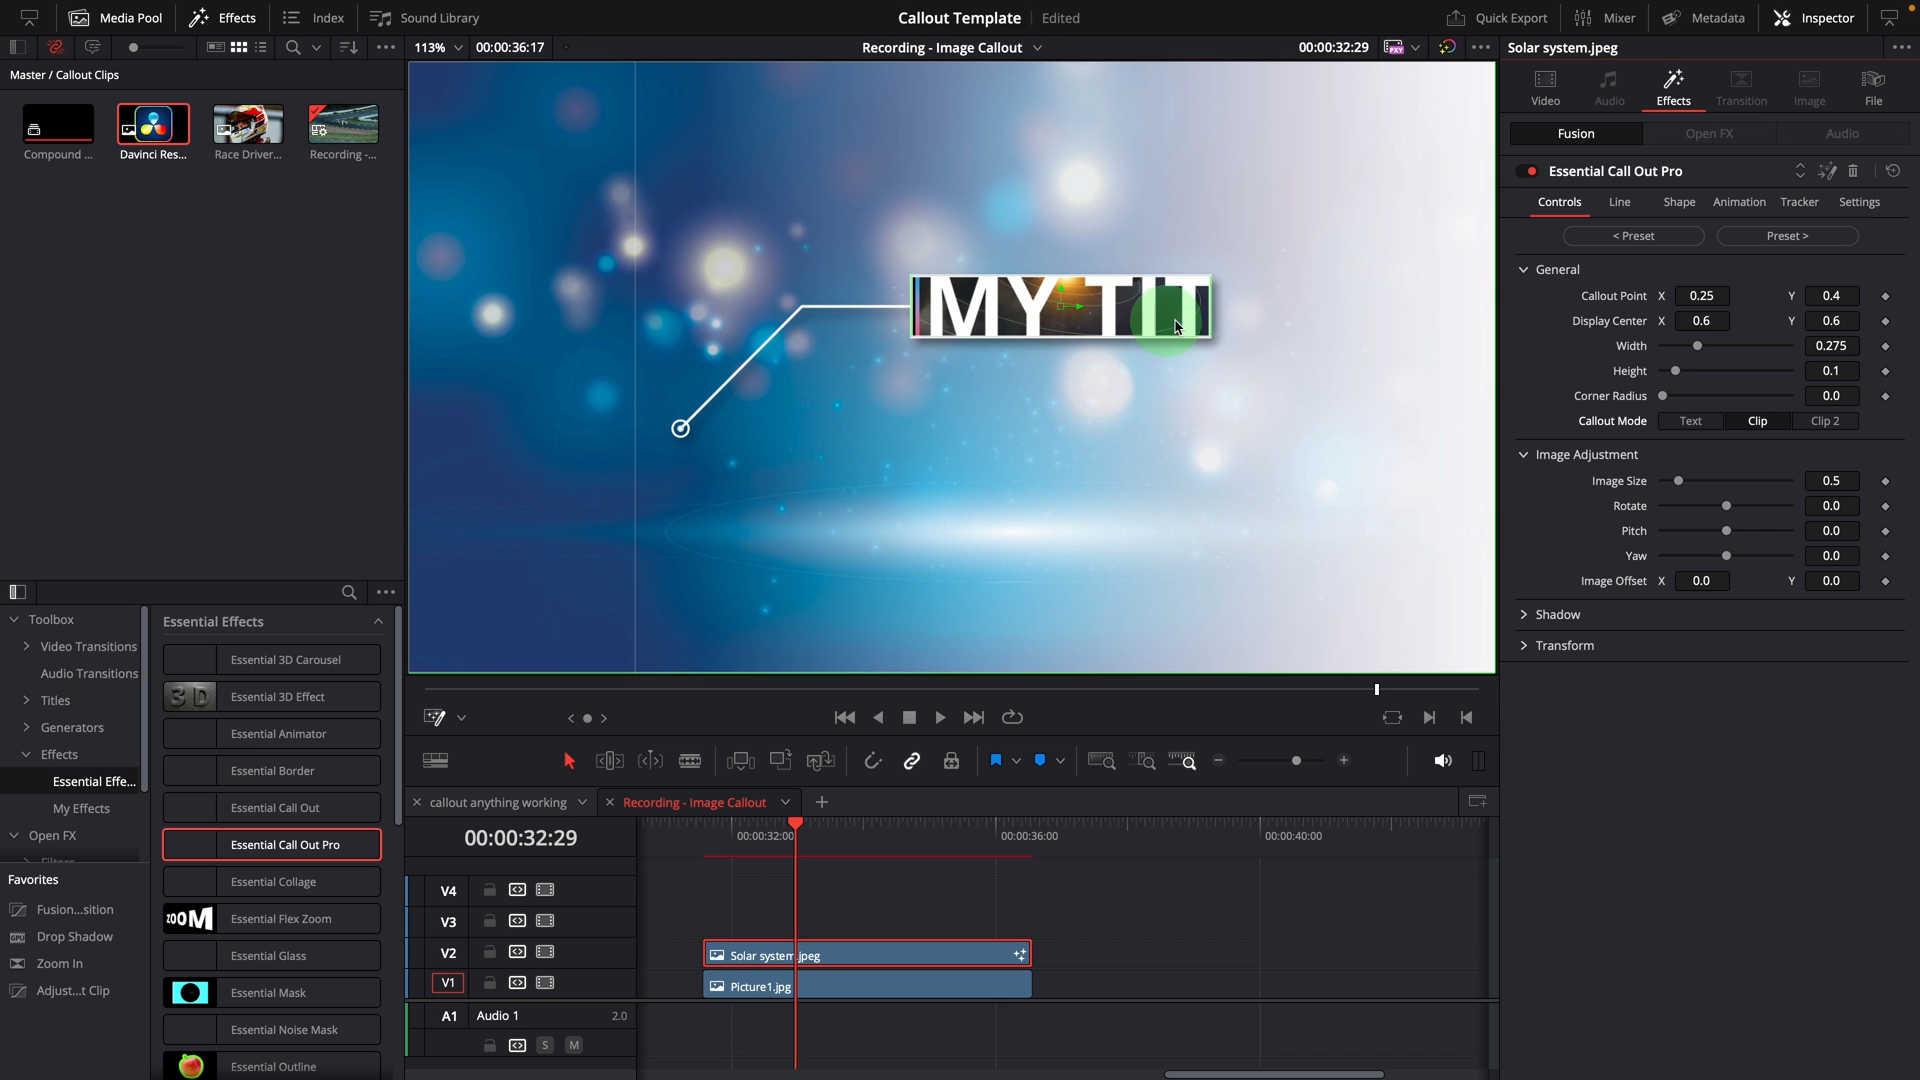 Media Pool
Effects
Index
Sound Library
Callout Template
Edited
Quick Export
Mixer
Metadata
Inspector
113%
00:00:36:17
Recording - Image Callout
00:00:32:29
Solar system.jpeg
Master / Callout Clips
Compound ...
Davinci Res...
Race Driver...
Recording -...
MY TIT
Video
Audio
Effects
Transition
Image
File
Fusion
Open FX
Audio
Essential Call Out Pro
Controls
Line
Shape
Animation
Tracker
Settings
< Preset
Preset >
General
Callout Point X 0.25 Y 0.4
Display Center X 0.6 Y 0.6
Width 0.275
Height 0.1
Corner Radius 0.0
Callout Mode Text Clip Clip 2
Image Adjustment
Image Size 0.5
Rotate 0.0
Pitch 0.0
Yaw 0.0
Image Offset X 0.0 Y 0.0
Shadow
Transform
Toolbox
Video Transitions
Audio Transitions
Titles
Generators
Effects
Essential Effe...
My Effects
Open FX
Filters
Favorites
Fusion...sition
Drop Shadow
Zoom In
Adjust...t Clip
Essential Effects
Essential 3D Carousel
3D
Essential 3D Effect
Essential Animator
Essential Border
Essential Call Out
Essential Call Out Pro
Essential Collage
ZOOM
Essential Flex Zoom
Essential Glass
Essential Mask
Essential Noise Mask
Essential Outline
callout anything working
Recording - Image Callout
00:00:32:29
00:00:32:00
00:00:36:00
00:00:40:00
V4
V3
V2
Solar system.jpeg
V1
Picture1.jpg
A1 Audio 1 2.0
S M